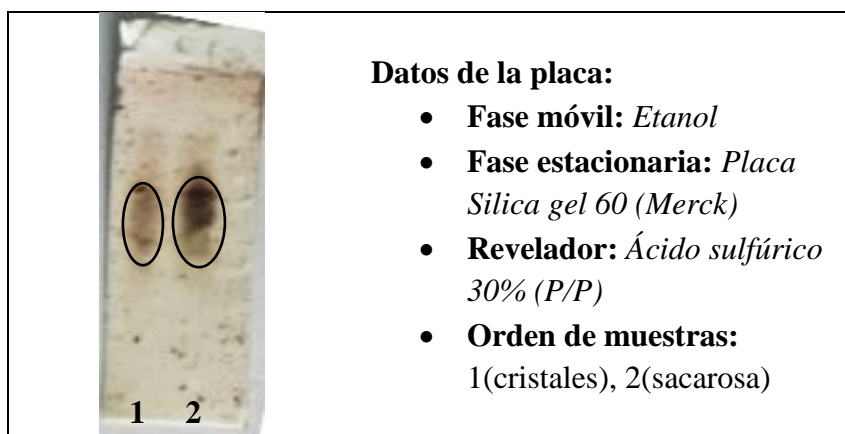 Datos de la placa:
• Fase móvil: Etanol
• Fase estacionaria: Placa
Silica gel 60 (Merck)
• Revelador: Ácido sulfúrico
30% (P/P)
• Orden de muestras:
1(cristales), 2(sacarosa)
1 2